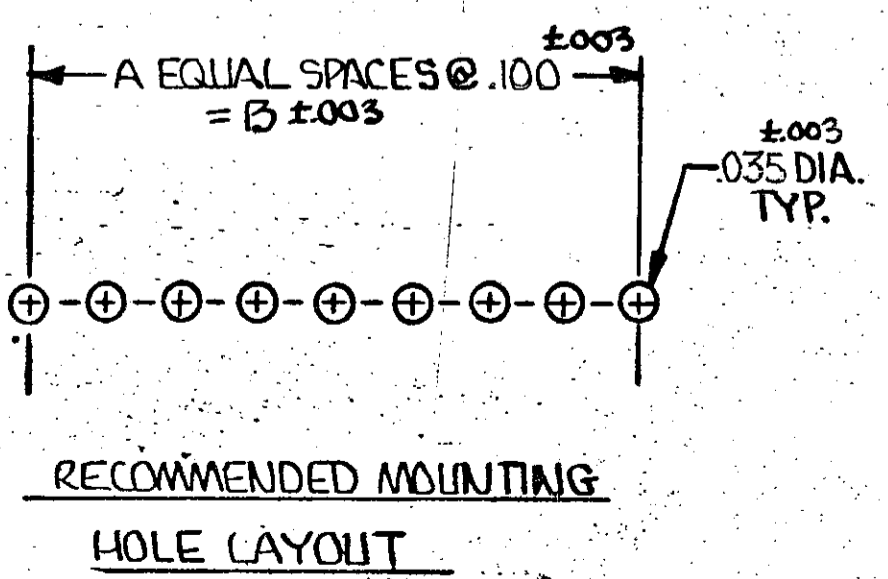 ±.003
A EQUAL SPACES @ .100
= B ±.003
±.003
.035 DIA.
TYP.
RECOMMENDED MOUNTING
HOLE LAYOUT